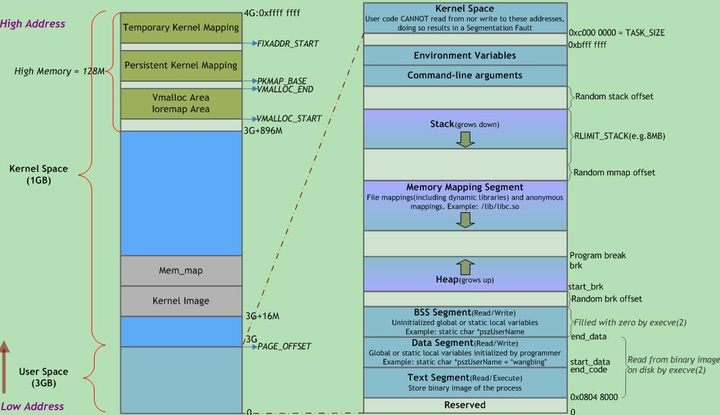 High Address
4G:0xffff ffff
Temporary Kernel Mapping
FIXADDR_START
High Memory = 128M
Persistent Kernel Mapping
PKMAP_BASE
VMALLOC_END
Vmalloc Area
Ioremap Area
VMALLOC_START
3G+896M
Kernel Space
(1GB)
Mem_map
Kernel Image
3G+16M
3G
PAGE_OFFSET
User Space
(3GB)
Low Address
0
Kernel Space
User code CANNOT read from nor write to these addresses,
doing so results in a Segmentation Fault
0xc000 0000 = TASK_SIZE
0xbfff ffff
Environment Variables
Command-line arguments
Random stack offset
Stack(grows down)
RLIMIT_STACK(e.g.8MB)
Random mmap offset
Memory Mapping Segment
File mappings(including dynamic libraries) and anonymous
mappings. Example: /lib/libc.so
Program break
brk
Heap(grows up)
start_brk
Random brk offset
BSS Segment(Read/Write)
Uninitialized global or static local variables
Example: static char *pszUserName
Filled with zero by execve(2)
end_data
Data Segment(Read/Write)
Global or static local variables initialized by programmer
Example: static char *pszUserName = "wangbing"
start_data
end_code
Read from binary image
on disk by execve(2)
Text Segment(Read/Execute)
Store binary image of the process
0x0804 8000
Reserved
0